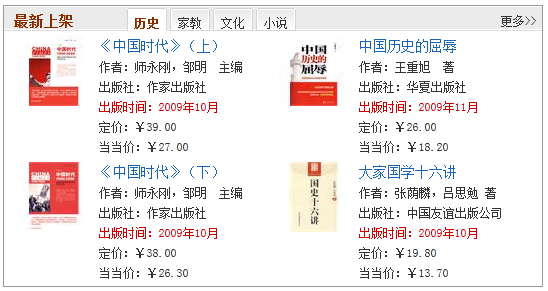 最新上架 历史 家教 文化 小说 更多>>
《中国时代》（上）
作者：师永刚，邹明 主编
出版社：作家出版社
出版时间：2009年10月
定价：￥39.00
当当价：￥27.00
中国历史的屈辱
作者：王重旭 著
出版社：华夏出版社
出版时间：2009年11月
定价：￥26.00
当当价：￥18.20
《中国时代》（下）
作者：师永刚，邹明 主编
出版社：作家出版社
出版时间：2009年10月
定价：￥38.00
当当价：￥26.30
大家国学十六讲
作者：张荫麟，吕思勉 著
出版社：中国友谊出版公司
出版时间：2009年10月
定价：￥19.80
当当价：￥13.70
CHINA
中国时代
中国
历史的
屈辱
CHINA
中国时代
国史十六讲